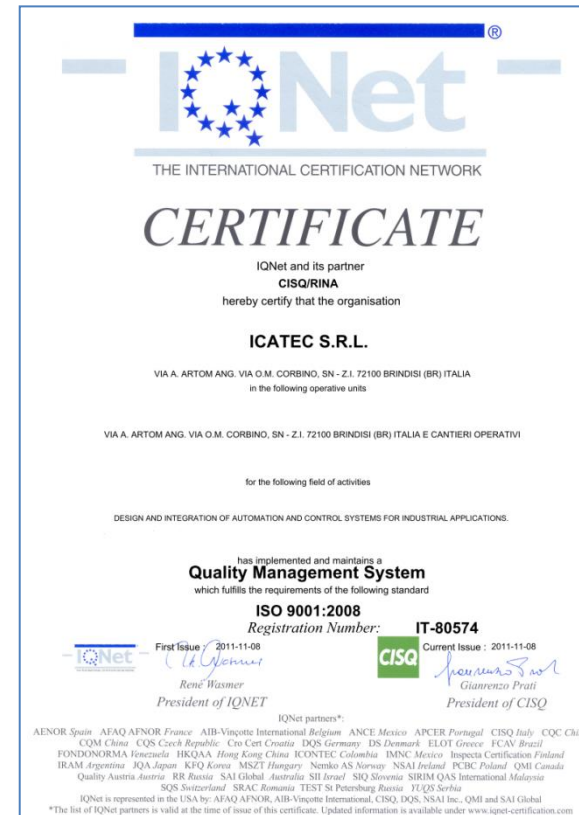 ®
IQNet
THE INTERNATIONAL CERTIFICATION NETWORK
CERTIFICATE
IQNet and its partner
CISQ/RINA
hereby certify that the organisation
ICATEC S.R.L.
VIA A. ARTOM ANG. VIA O.M. CORBINO, SN - Z.I. 72100 BRINDISI (BR) ITALIA
in the following operative units
VIA A. ARTOM ANG. VIA O.M. CORBINO, SN - Z.I. 72100 BRINDISI (BR) ITALIA E CANTIERI OPERATIVI
for the following field of activities
DESIGN AND INTEGRATION OF AUTOMATION AND CONTROL SYSTEMS FOR INDUSTRIAL APPLICATIONS.
has implemented and maintains a
Quality Management System
which fulfills the requirements of the following standard
ISO 9001:2008
Registration Number: IT-80574
First Issue : 2011-11-08
Current Issue : 2011-11-08
IQNet
CISQ
René Wasmer
Gianrenzo Prati
President of IQNET
President of CISQ
IQNet partners*:
AENOR Spain AFAQ AFNOR France AIB-Vinçotte International Belgium ANCE Mexico APCER Portugal CISQ Italy CQC
CQM China CQS Czech Republic Cro Cert Croatia DQS Germany DS Denmark ELOT Greece FCAV Brazil
FONDONORMA Venezuela HKQAA Hong Kong China ICONTEC Colombia IMNC Mexico Inspecta Certification Finland
IRAM Argentina JQA Japan KFQ Korea MSZT Hungary Nemko AS Norway NSAI Ireland PCBC Poland QMI Canada
Quality Austria Austria RR Russia SAI Global Australia SII Israel SIQ Slovenia SIRIM QAS International Malaysia
SQS Switzerland SRAC Romania TEST St Petersburg Russia YUQS Serbia
IQNet is represented in the USA by: AFAQ AFNOR, AIB-Vinçotte International, CISQ, DQS, NSAI Inc., QMI and SAI Global
*The list of IQNet partners is valid at the time of issue of this certificate. Updated information is available under www.iqnet-certification.com